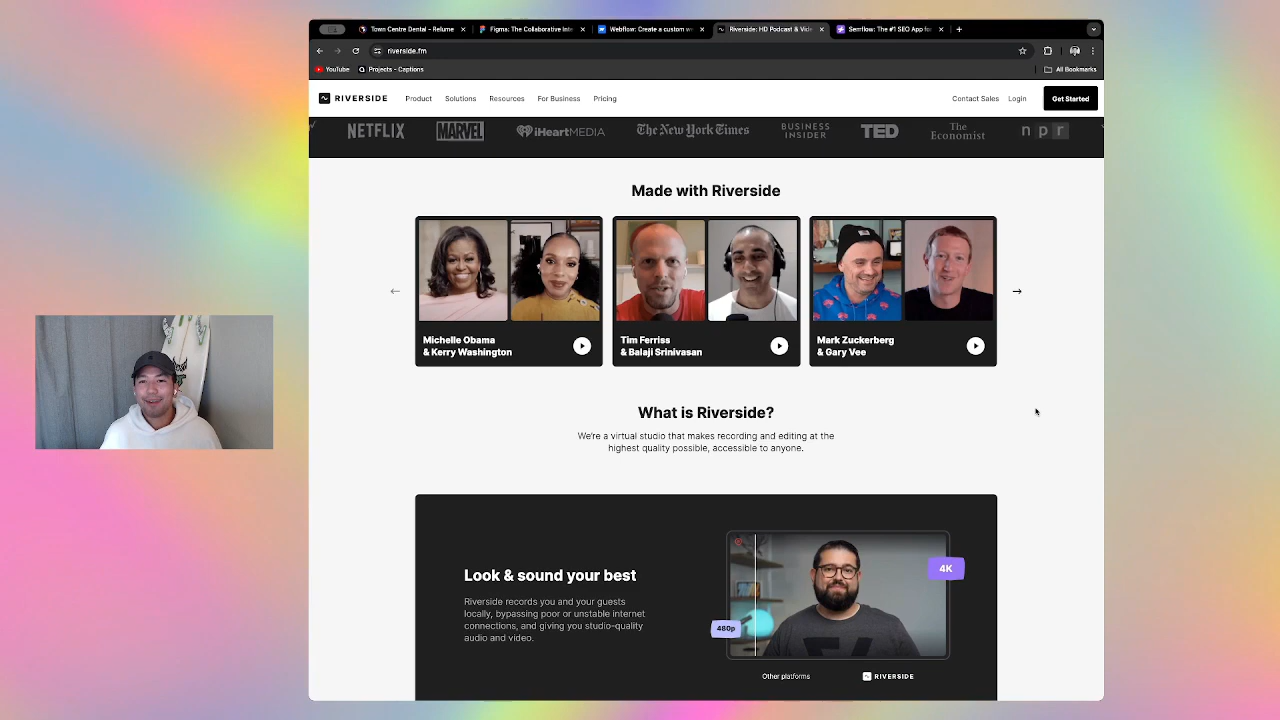 Town Centre Dental - Relume
Figma: The Collaborative Inte
Webflow: Create a custom w
Riverside: HD Podcast & Vide
Semflow: The #1 SEO App for
riverside.fm
YouTube
Projects - Captions
All Bookmarks
RIVERSIDE
Product
Solutions
Resources
For Business
Pricing
Contact Sales
Login
Get Started
NETFLIX
MARVEL
iHeartMEDIA
The New York Times
BUSINESS
INSIDER
TED
The
Economist
npr
Made with Riverside
Michelle Obama
& Kerry Washington
Tim Ferriss
& Balaji Srinivasan
Mark Zuckerberg
& Gary Vee
What is Riverside?
We're a virtual studio that makes recording and editing at the
highest quality possible, accessible to anyone.
Look & sound your best
Riverside records you and your guests
locally, bypassing poor or unstable internet
connections, and giving you studio-quality
audio and video.
4K
480p
Other platforms
RIVERSIDE